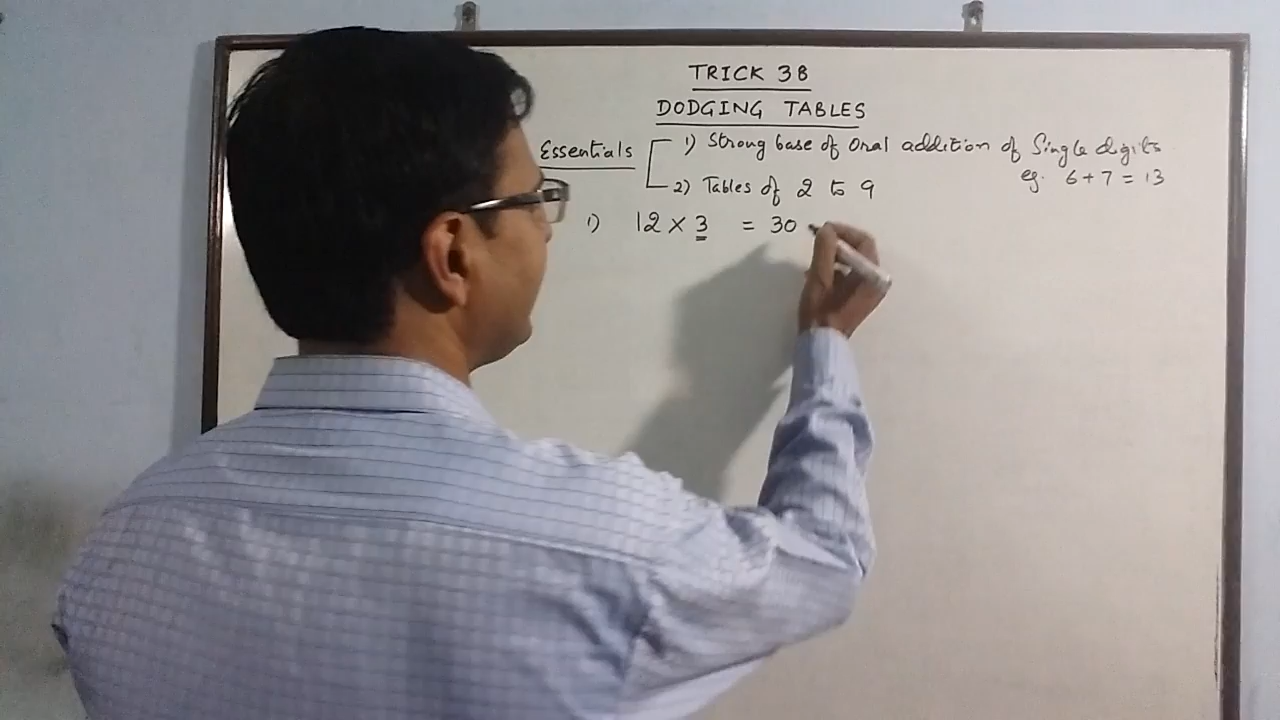 TRICK 3B
DODGING TABLES
Essentials
1) Strong base of Oral addition of Single digits
eg. 6 + 7 = 13
2) Tables of 2 to 9
1) 12 × 3 = 30